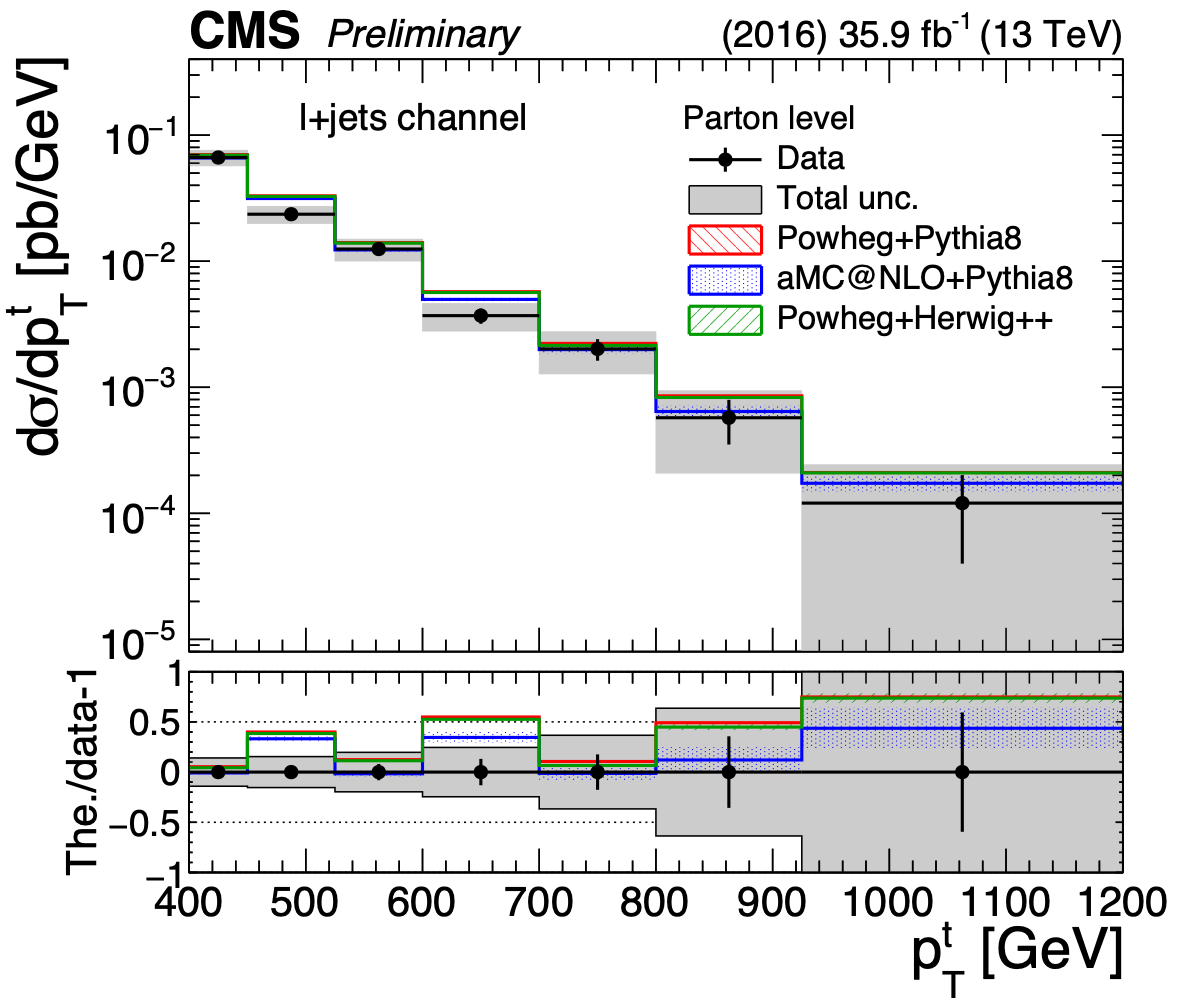 CMS Preliminary (2016) 35.9 fb⁻¹ (13 TeV)
l+jets channel
Parton level
Data
Total unc.
Powheg+Pythia8
aMC@NLO+Pythia8
Powheg+Herwig++
dσ/dp_T^t [pb/GeV]
10⁻¹
10⁻²
10⁻³
10⁻⁴
10⁻⁵
The./data-1
1
0.5
0
−0.5
−1
400 500 600 700 800 900 1000 1100 1200
p_T^t [GeV]